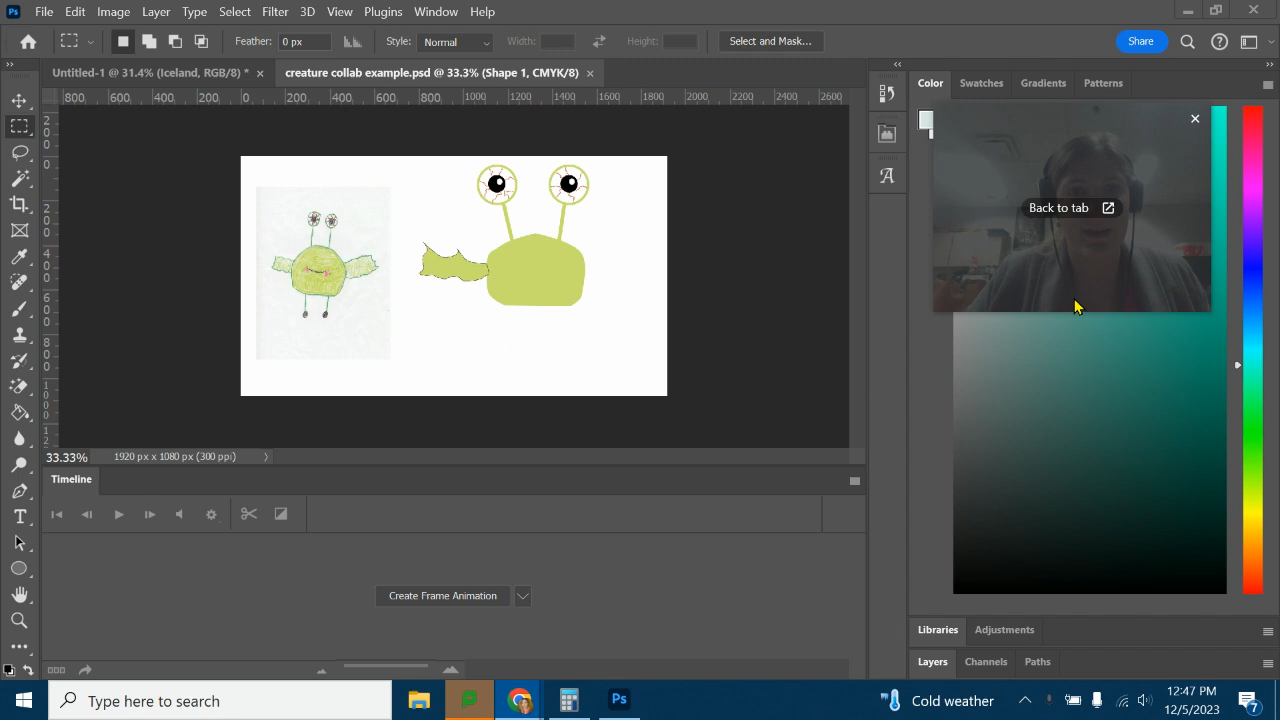 Ps File Edit Image Layer Type Select Filter 3D View Plugins Window Help
Feather: 0 px Style: Normal Width: Height: Select and Mask... Share
Untitled-1 @ 31.4% (Iceland, RGB/8) * × creature collab example.psd @ 33.3% (Shape 1, CMYK/8) ×
Color Swatches Gradients Patterns
800 600 400 200 0 200 400 600 800 1000 1200 1400 1600 1800 2000 2200 2400 2600
Back to tab
33.33% 1920 px x 1080 px (300 ppi)
Timeline
Create Frame Animation
Libraries Adjustments
Layers Channels Paths
Type here to search
Ps
Cold weather
12:47 PM
12/5/2023
7